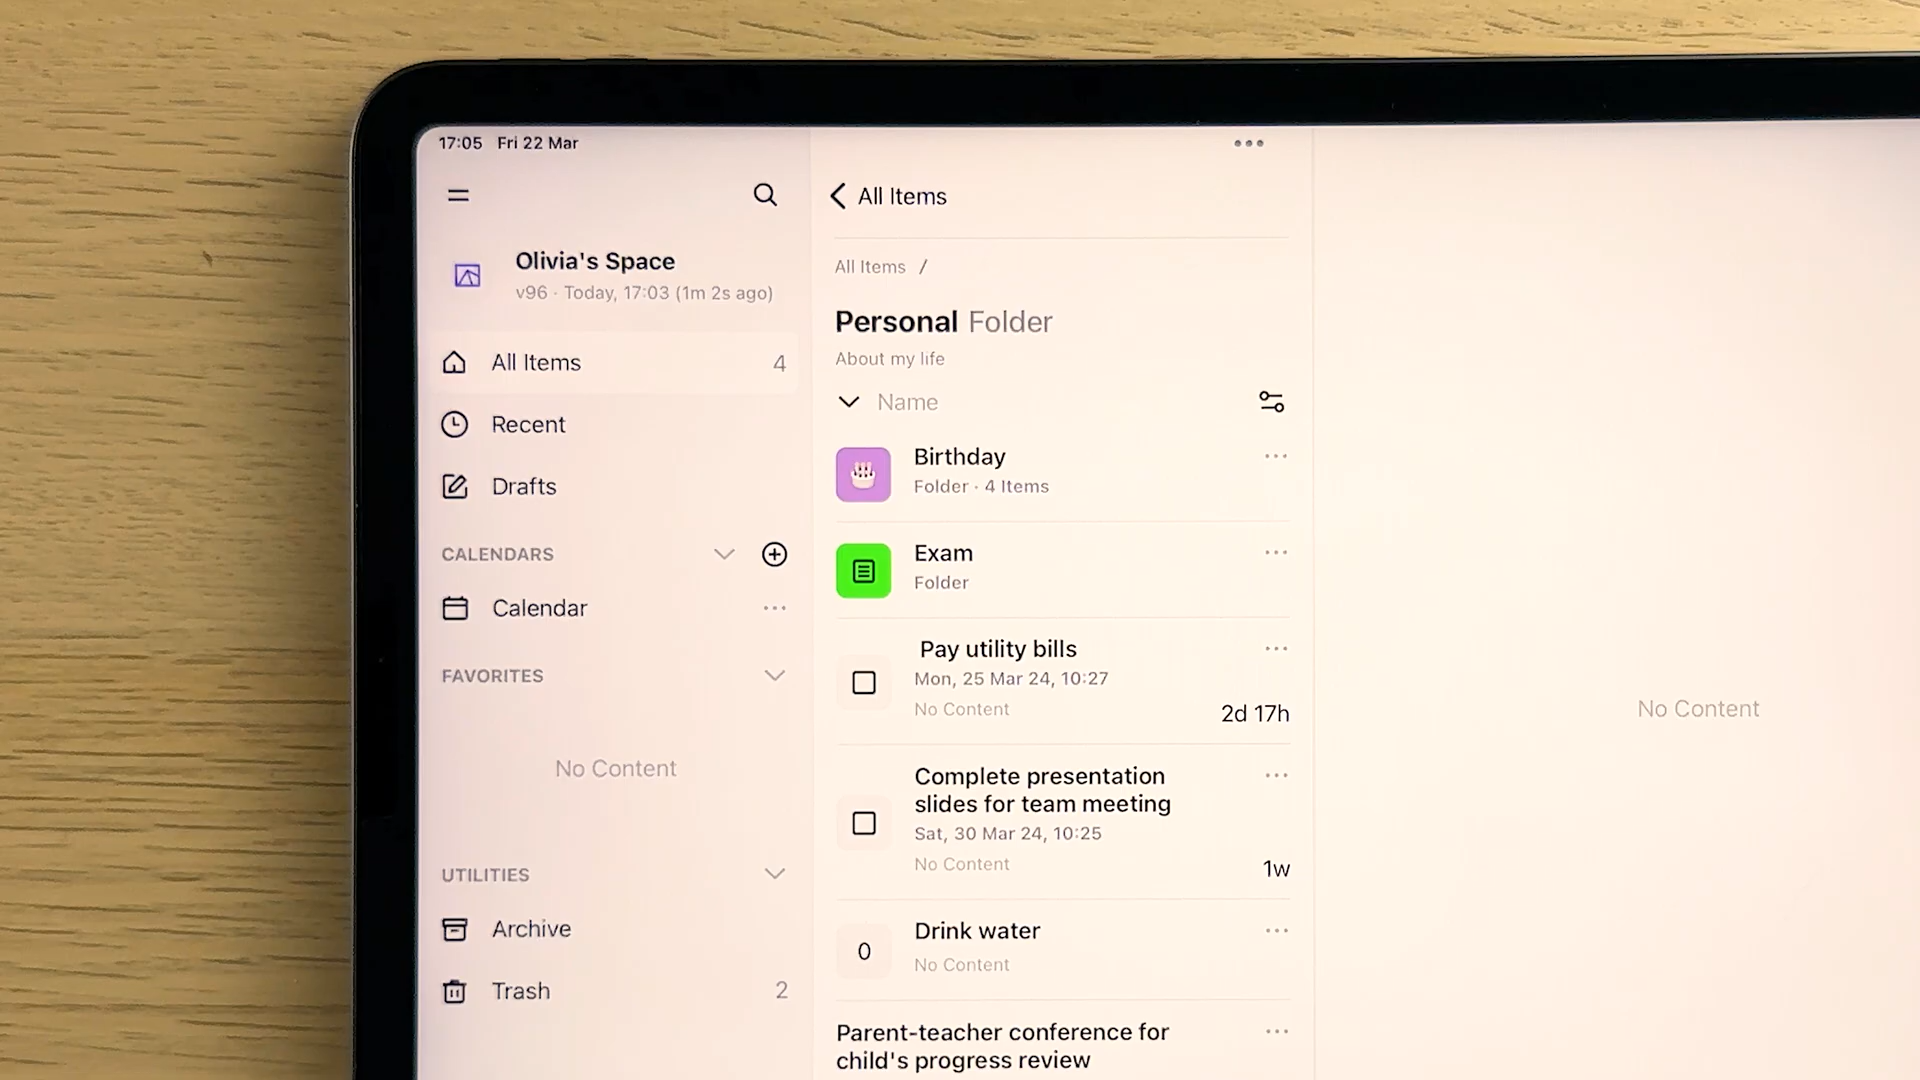 17:05 Fri 22 Mar
Olivia's Space
v96 · Today, 17:03 (1m 2s ago)
All Items 4
Recent
Drafts
CALENDARS
Calendar
FAVORITES
No Content
UTILITIES
Archive
Trash 2
All Items
All Items /
Personal Folder
About my life
Name
Birthday
Folder · 4 Items
Exam
Folder
Pay utility bills
Mon, 25 Mar 24, 10:27
No Content
2d 17h
Complete presentation
slides for team meeting
Sat, 30 Mar 24, 10:25
No Content
1w
0
Drink water
No Content
Parent-teacher conference for
child's progress review
No Content